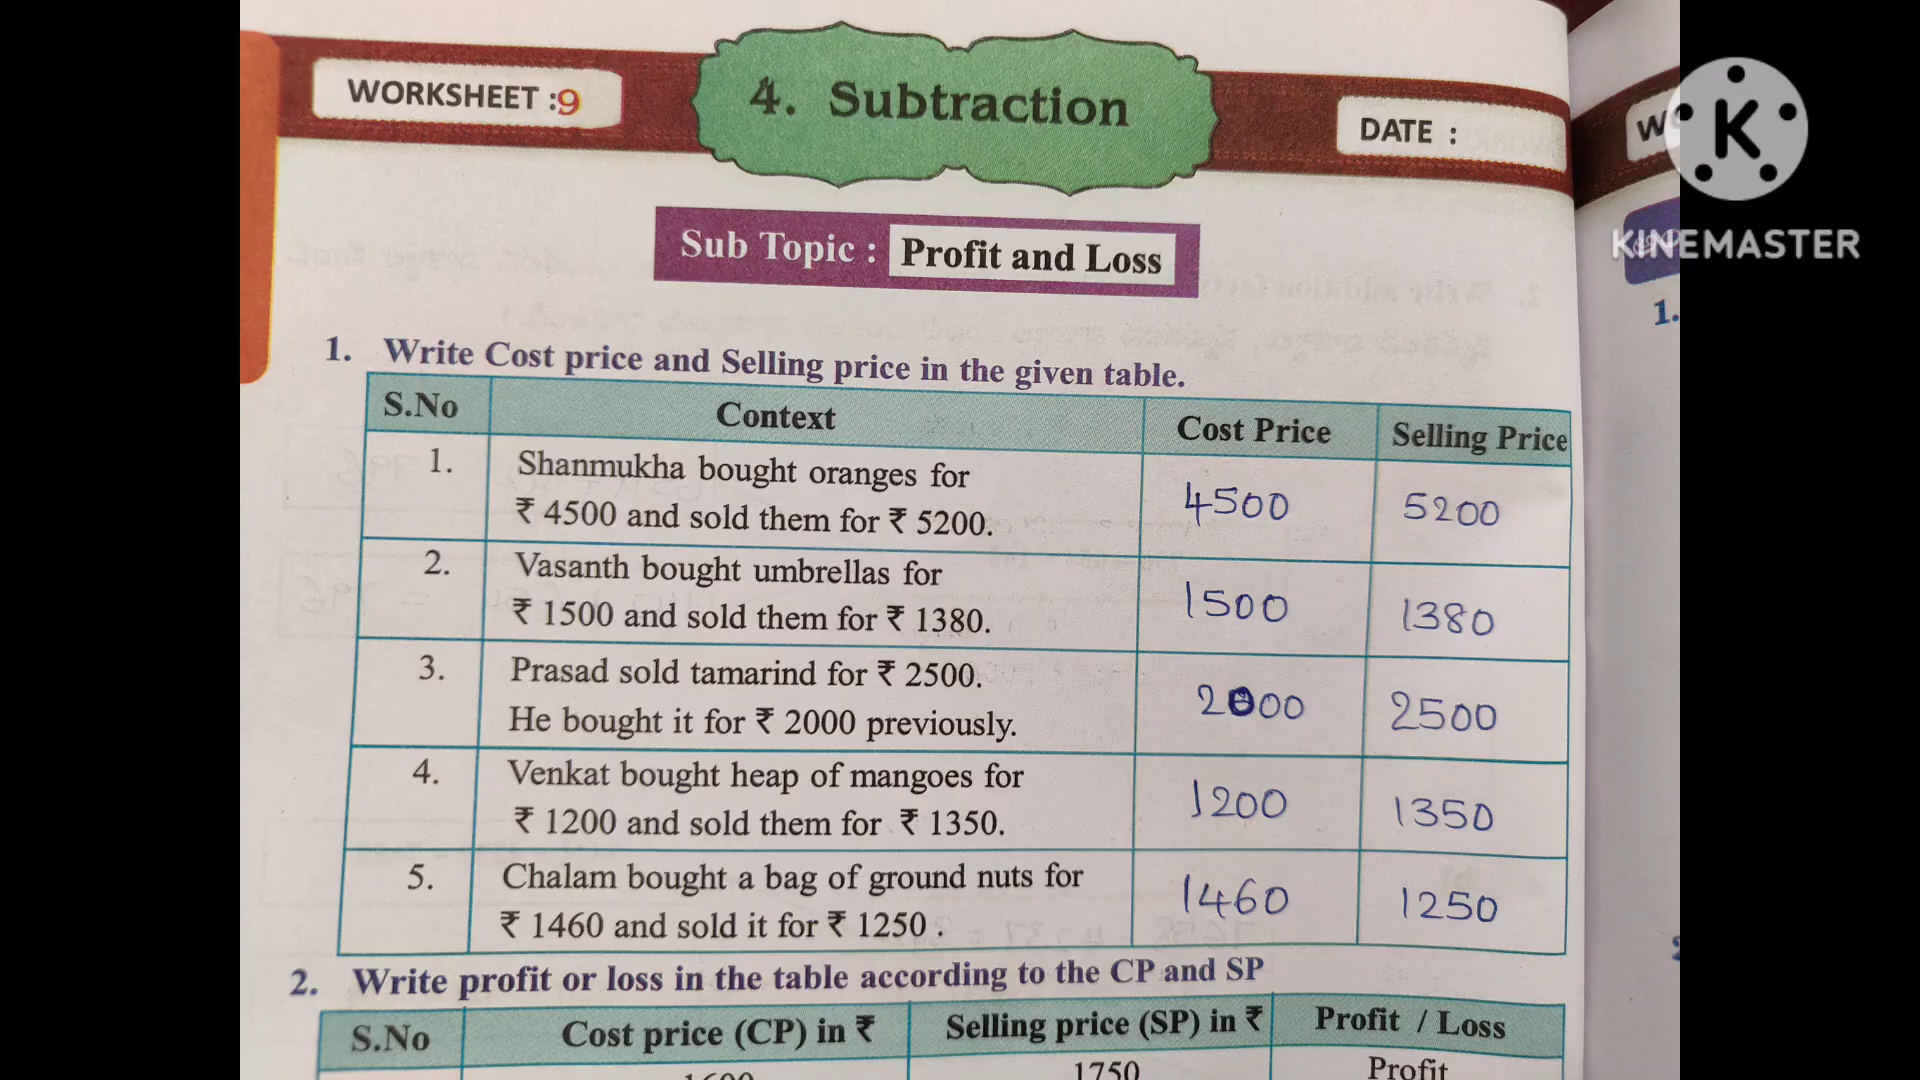 WORKSHEET :9
4. Subtraction
DATE :
K
KINEMASTER
Sub Topic : Profit and Loss
1.
1. Write Cost price and Selling price in the given table.
S.No Context Cost Price Selling Price
1. Shanmukha bought oranges for
₹ 4500 and sold them for ₹ 5200. 4500 5200
2. Vasanth bought umbrellas for
₹ 1500 and sold them for ₹ 1380. 1500 1380
3. Prasad sold tamarind for ₹ 2500.
He bought it for ₹ 2000 previously. 2000 2500
4. Venkat bought heap of mangoes for
₹ 1200 and sold them for ₹ 1350. 1200 1350
5. Chalam bought a bag of ground nuts for
₹ 1460 and sold it for ₹ 1250 . 1460 1250
2. Write profit or loss in the table according to the CP and SP
S.No Cost price (CP) in ₹ Selling price (SP) in ₹ Profit / Loss
1750 Profit